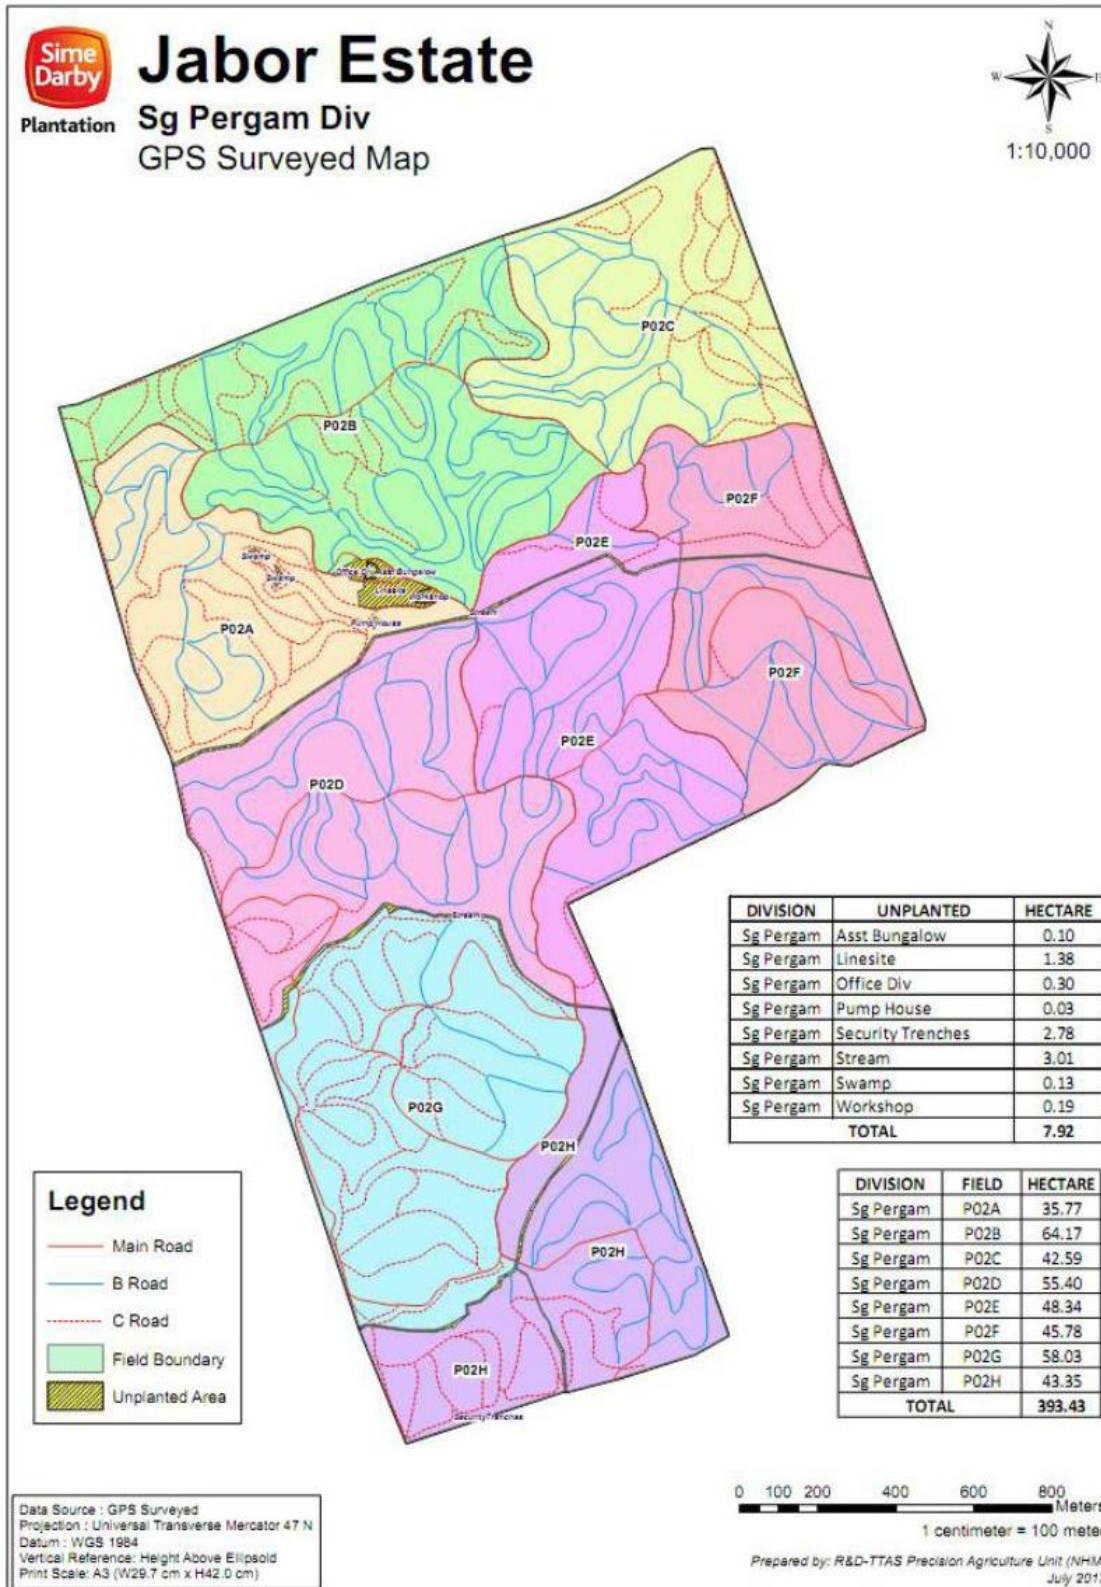 Sime
Darby
Plantation
Jabor Estate
Sg Pergam Div
GPS Surveyed Map
N
W
E
S
1:10,000
P02C
P02B
P02F
P02E
Swamp
Swamp
Office Div
Asst Bungalow
Linesite
Workshop
Stream
Pump House
P02A
P02F
P02E
P02D
Stream
P02G
P02H
P02H
P02H
Security Trenches
DIVISION UNPLANTED HECTARE
Sg Pergam Asst Bungalow 0.10
Sg Pergam Linesite 1.38
Sg Pergam Office Div 0.30
Sg Pergam Pump House 0.03
Sg Pergam Security Trenches 2.78
Sg Pergam Stream 3.01
Sg Pergam Swamp 0.13
Sg Pergam Workshop 0.19
TOTAL 7.92
DIVISION FIELD HECTARE
Sg Pergam P02A 35.77
Sg Pergam P02B 64.17
Sg Pergam P02C 42.59
Sg Pergam P02D 55.40
Sg Pergam P02E 48.34
Sg Pergam P02F 45.78
Sg Pergam P02G 58.03
Sg Pergam P02H 43.35
TOTAL 393.43
Legend
Main Road
B Road
C Road
Field Boundary
Unplanted Area
Data Source : GPS Surveyed
Projection : Universal Transverse Mercator 47 N
Datum : WGS 1984
Vertical Reference: Height Above Ellipsold
Print Scale: A3 (W29.7 cm x H42.0 cm)
0 100 200 400 600 800
Meters
1 centimeter = 100 meter
Prepared by: R&D-TTAS Precision Agriculture Unit (NHM
July 201